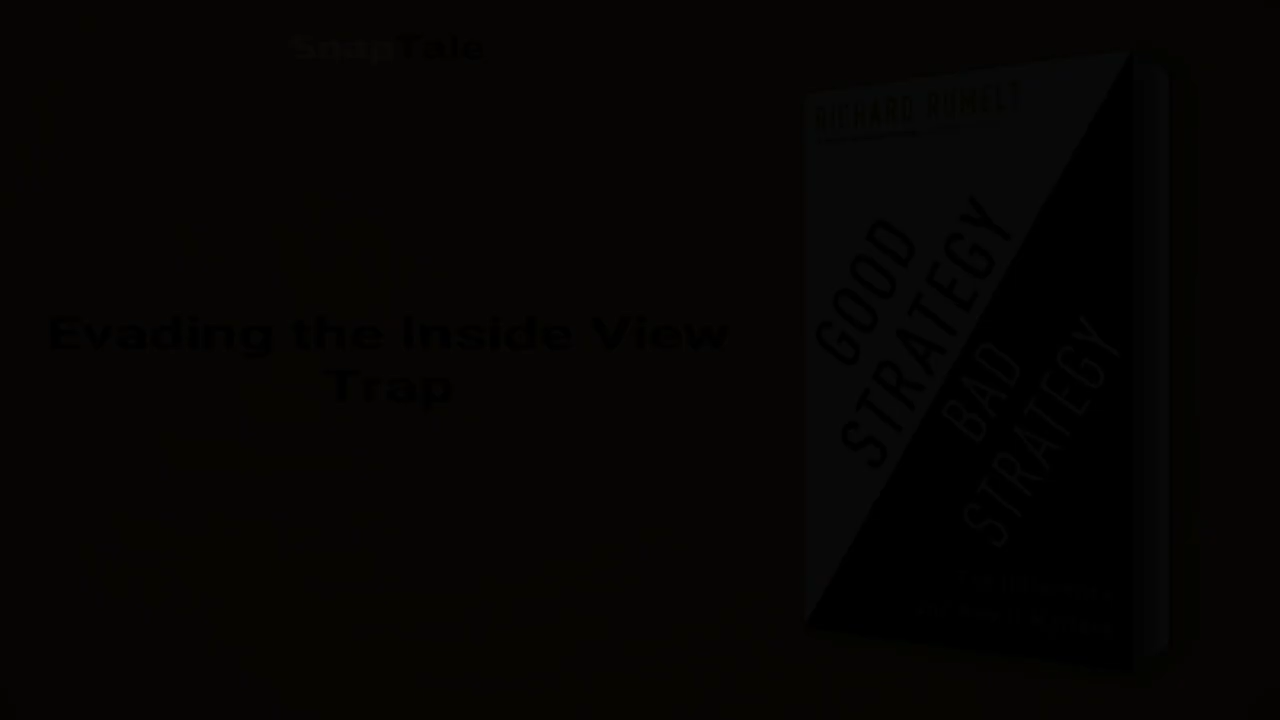 SnapTale
RICHARD RUMELT
GOOD
STRATEGY
BAD
STRATEGY
Evading the Inside View
Trap